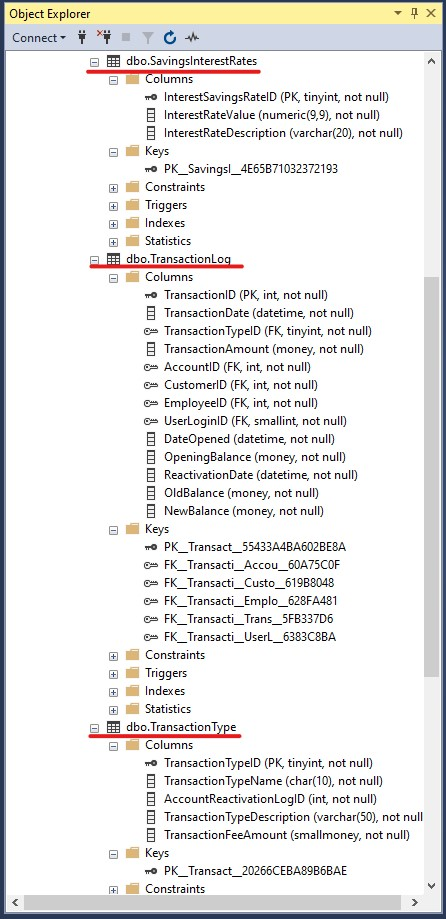 Object Explorer
Connect
dbo.SavingsInterestRates
Columns
InterestSavingsRateID (PK, tinyint, not null)
InterestRateValue (numeric(9,9), not null)
InterestRateDescription (varchar(20), not null)
Keys
PK__SavingsI__4E65B71032372193
Constraints
Triggers
Indexes
Statistics
dbo.TransactionLog
Columns
TransactionID (PK, int, not null)
TransactionDate (datetime, not null)
TransactionTypeID (FK, tinyint, not null)
TransactionAmount (money, not null)
AccountID (FK, int, not null)
CustomerID (FK, int, not null)
EmployeeID (FK, int, not null)
UserLoginID (FK, smallint, not null)
DateOpened (datetime, not null)
OpeningBalance (money, not null)
ReactivationDate (datetime, not null)
OldBalance (money, not null)
NewBalance (money, not null)
Keys
PK__Transact__55433A4BA602BE8A
FK__Transacti__Accou__60A75C0F
FK__Transacti__Custo__619B8048
FK__Transacti__Emplo__628FA481
FK__Transacti__Trans__5FB337D6
FK__Transacti__UserL__6383C8BA
Constraints
Triggers
Indexes
Statistics
dbo.TransactionType
Columns
TransactionTypeID (PK, tinyint, not null)
TransactionTypeName (char(10), not null)
AccountReactivationLogID (int, not null)
TransactionTypeDescription (varchar(50), not null
TransactionFeeAmount (smallmoney, not null)
Keys
PK__Transact__20266CEBA89B6BAE
Constraints